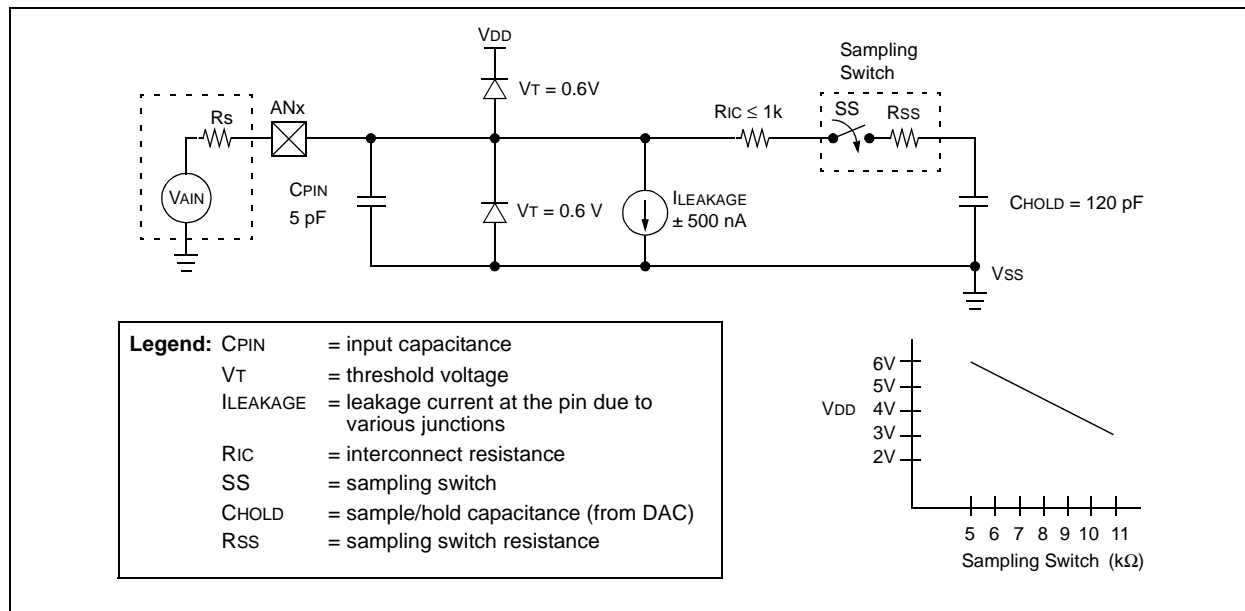 VDD
Sampling
Switch
VT = 0.6V
ANx
Rs
RIC ≤ 1k
SS
RSS
VAIN
CPIN
5 pF
VT = 0.6 V
ILEAKAGE
± 500 nA
CHOLD = 120 pF
VSS
Legend: CPIN = input capacitance
VT = threshold voltage
ILEAKAGE = leakage current at the pin due to
various junctions
RIC = interconnect resistance
SS = sampling switch
CHOLD = sample/hold capacitance (from DAC)
RSS = sampling switch resistance
6V
5V
VDD 4V
3V
2V
5 6 7 8 9 10 11
Sampling Switch (kΩ)